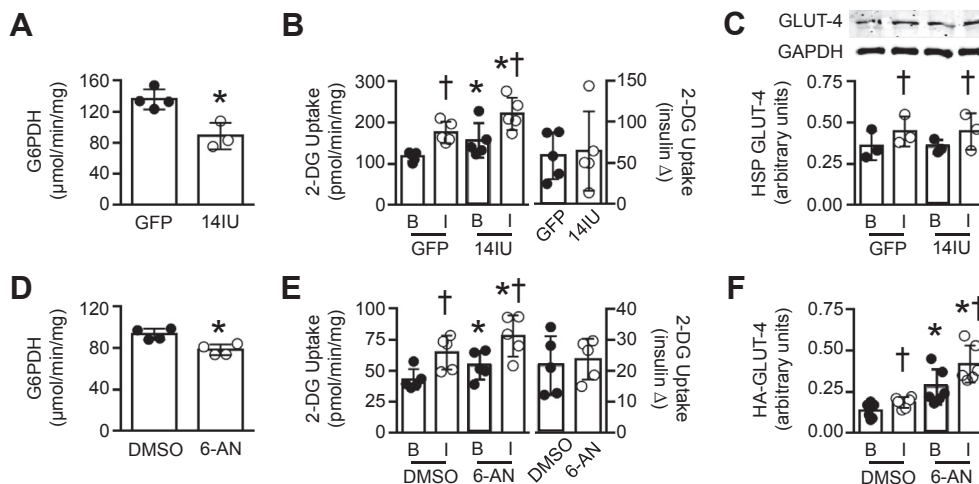 A
G6PDH
(µmol/min/mg)
160
120
80
40
0
*
GFP 14IU
B
2-DG Uptake
(pmol/min/mg)
300
200
100
0
† * *†
B I B I
GFP 14IU
150
100
50
0
2-DG Uptake
(insulin Δ)
GFP 14IU
C
GLUT-4
GAPDH
HSP GLUT-4
(arbitrary units)
0.75
0.50
0.25
0.00
† †
B I B I
GFP 14IU
D
G6PDH
(µmol/min/mg)
120
80
40
0
*
DMSO 6-AN
E
2-DG Uptake
(pmol/min/mg)
100
75
50
25
0
† * *†
B I B I
DMSO 6-AN
40
30
20
10
0
2-DG Uptake
(insulin Δ)
DMSO 6-AN
F
HA-GLUT-4
(arbitrary units)
0.75
0.50
0.25
0.00
† * *†
B I B I
DMSO 6-AN